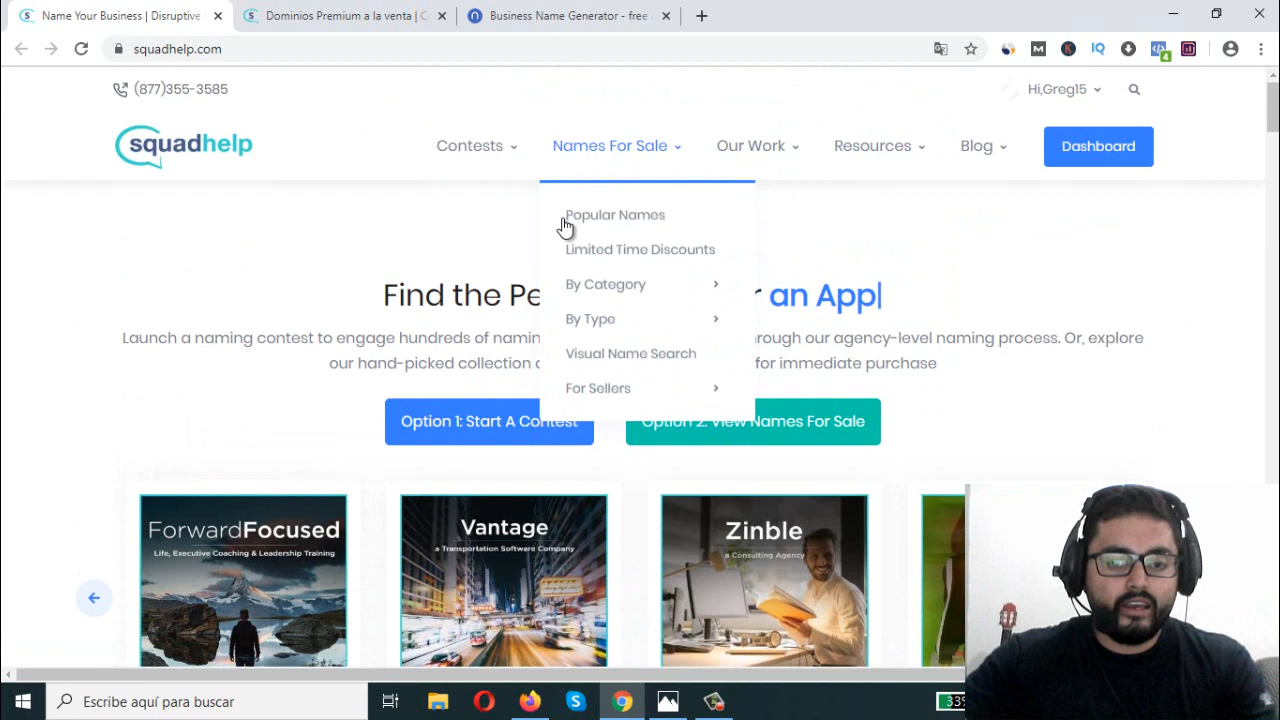 Name Your Business | Disruptive
Dominios Premium a la venta | C
Business Name Generator - free
squadhelp.com
4
(877)355-3585
Hi,Greg15
squadhelp
Contests
Names For Sale
Our Work
Resources
Blog
Dashboard
Popular Names
Limited Time Discounts
By Category
By Type
Visual Name Search
For Sellers
Find the Pe
r an App|
Launch a naming contest to engage hundreds of namin
rough our agency-level naming process. Or, explore
our hand-picked collection o
for immediate purchase
Option 1: Start A Contest
Option 2: View Names For Sale
ForwardFocused
Life, Executive Coaching & Leadership Training
Vantage
a Transportation Software Company
Zinble
a Consulting Agency
Escribe aquí para buscar
33%